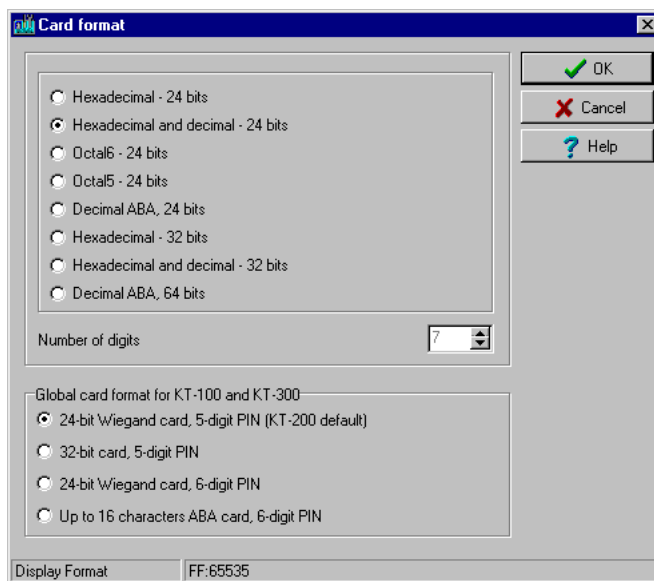 Card format
Hexadecimal - 24 bits
Hexadecimal and decimal - 24 bits
Octal6 - 24 bits
Octal5 - 24 bits
Decimal ABA, 24 bits
Hexadecimal - 32 bits
Hexadecimal and decimal - 32 bits
Decimal ABA, 64 bits
Number of digits 7
OK
Cancel
? Help
Global card format for KT-100 and KT-300
24-bit Wiegand card, 5-digit PIN (KT-200 default)
32-bit card, 5-digit PIN
24-bit Wiegand card, 6-digit PIN
Up to 16 characters ABA card, 6-digit PIN
Display Format FF:65535